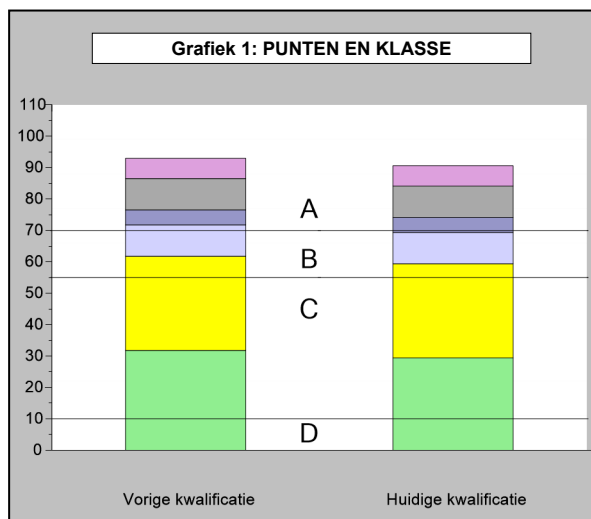 Grafiek 1: PUNTEN EN KLASSE
110
100
90
80
70
60
50
40
30
20
10
0
A
B
C
D
Vorige kwalificatie
Huidige kwalificatie